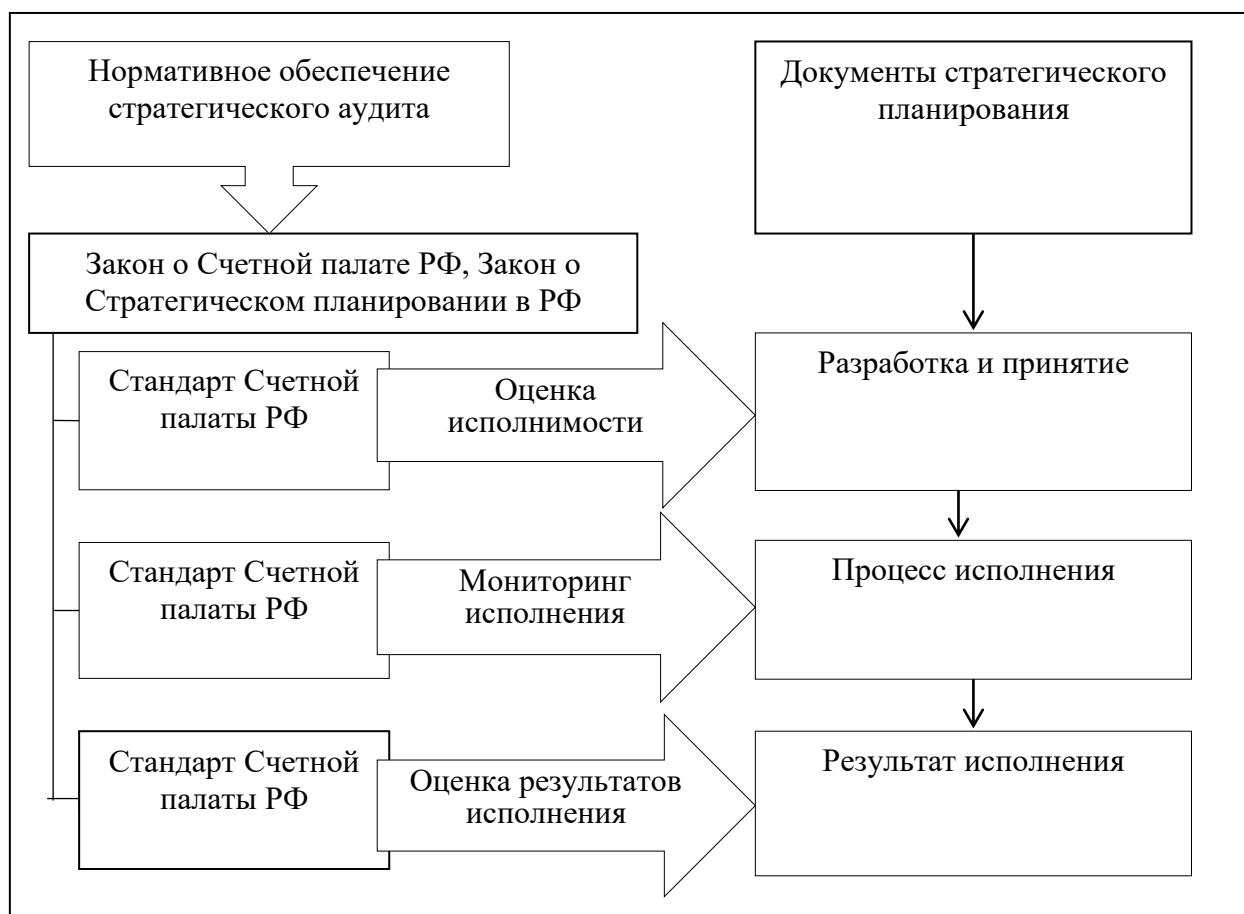 Нормативное обеспечение
стратегического аудита
Документы стратегического
планирования
Закон о Счетной палате РФ, Закон о
Стратегическом планировании в РФ
Стандарт Счетной
палаты РФ
Оценка
исполнимости
Разработка и принятие
Стандарт Счетной
палаты РФ
Мониторинг
исполнения
Процесс исполнения
Стандарт Счетной
палаты РФ
Оценка результатов
исполнения
Результат исполнения